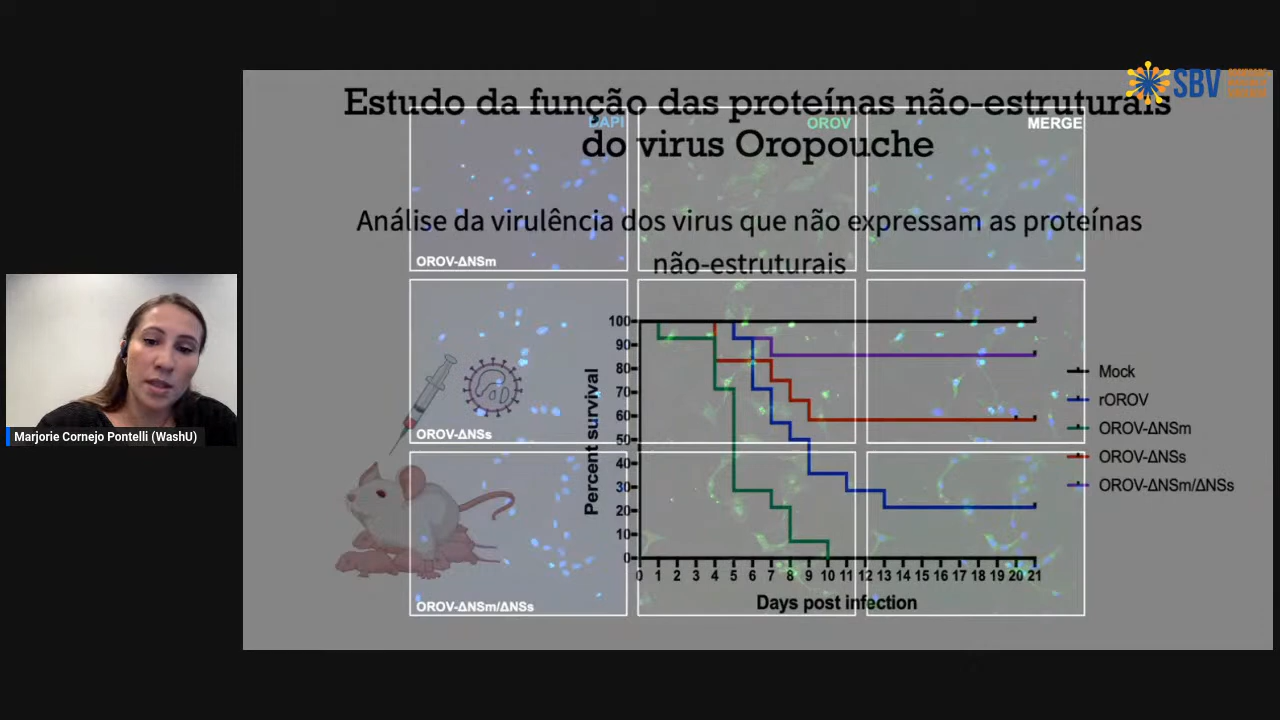 SBV
Estudo da função das proteínas não-estruturais
do virus Oropouche
DAPI
OROV
MERGE
Análise da virulência dos virus que não expressam as proteínas
não-estruturais
OROV-ΔNSm
OROV-ΔNSs
OROV-ΔNSm/ΔNSs
Percent survival
100
90
80
70
60
50
40
30
20
10
0
0 1 2 3 4 5 6 7 8 9 10 11 12 13 14 15 16 17 18 19 20 21
Days post infection
Mock
rOROV
OROV-ΔNSm
OROV-ΔNSs
OROV-ΔNSm/ΔNSs
Marjorie Cornejo Pontelli (WashU)